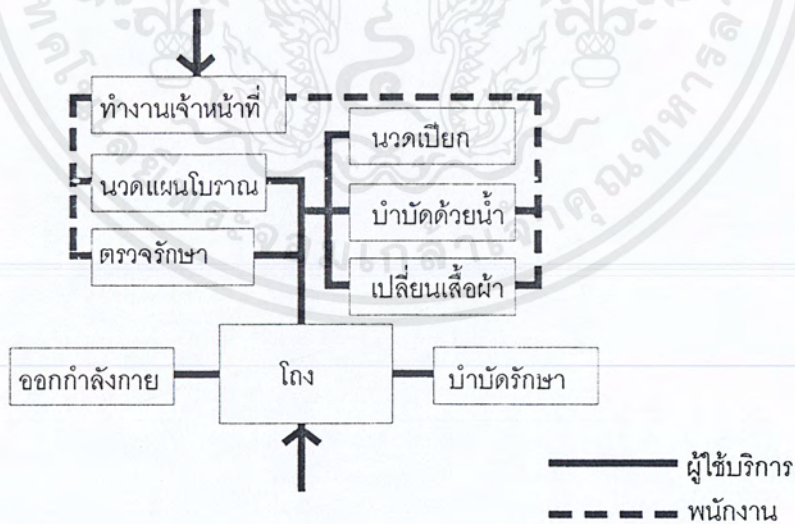 ทำงานเจ้าหน้าที่
นวดเปียก
นวดแผนโบราณ
บำบัดด้วยน้ำ
ตรวจรักษา
เปลี่ยนเสื้อผ้า
ออกกำลังกาย
โถง
บำบัดรักษา
ผู้ใช้บริการ
พนักงาน